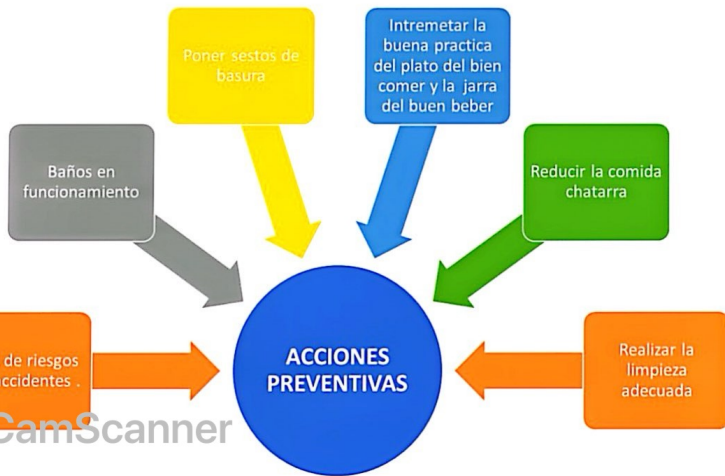 Intremetar la
buena practica
del plato del bien
comer y la jarra
del buen beber
Poner sestos de
basura
Baños en
funcionamiento
Reducir la comida
chatarra
de riesgos
accidentes .
ACCIONES
PREVENTIVAS
Realizar la
limpieza
adecuada
CamScanner